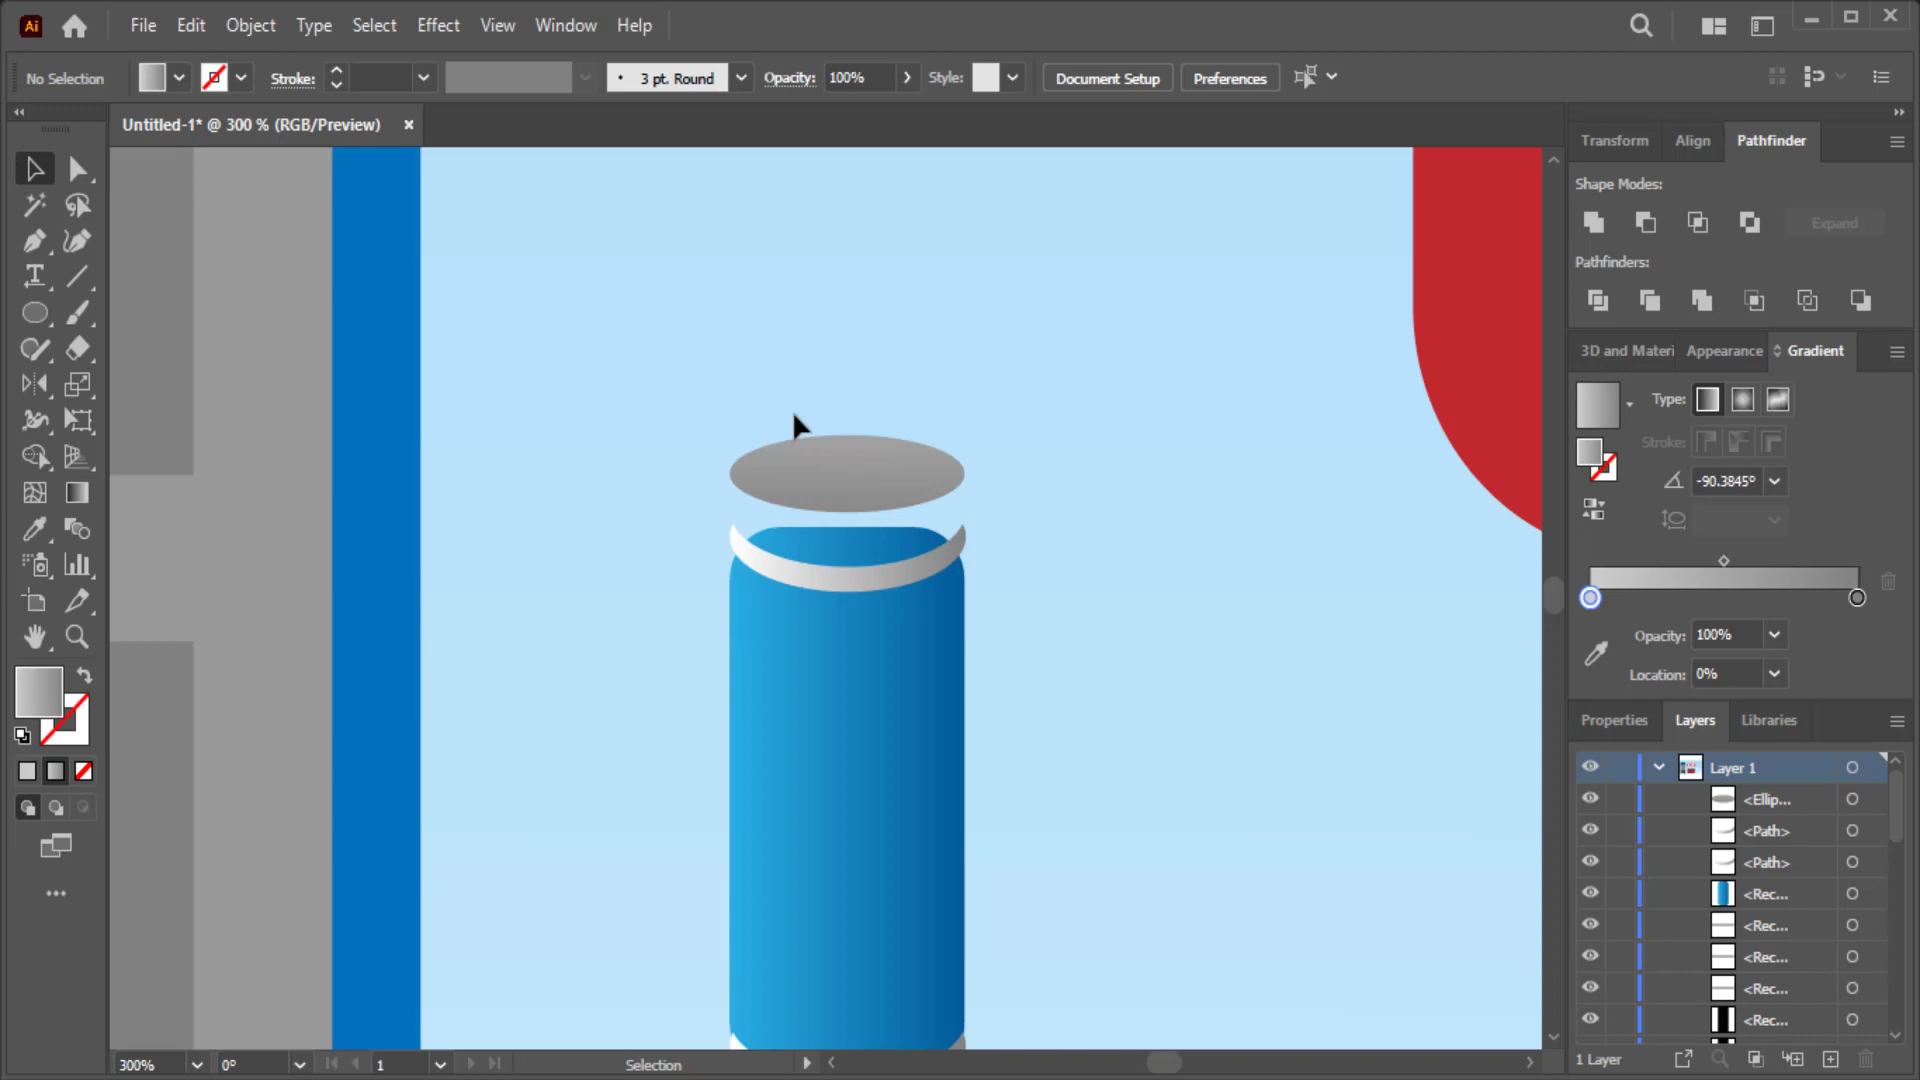 Ai File Edit Object Type Select Effect View Window Help
No Selection Stroke: 3 pt. Round Opacity: 100% Style: Document Setup Preferences
Untitled-1* @ 300 % (RGB/Preview)
Transform Align Pathfinder
Shape Modes:
Expand
Pathfinders:
3D and Materi Appearance Gradient
Type:
Stroke:
-90.3845°
Opacity: 100%
Location: 0%
Properties Layers Libraries
Layer 1
<Ellip...
<Path>
<Path>
<Rec...
<Rec...
<Rec...
<Rec...
<Rec...
300% 0° 1 Selection 1 Layer